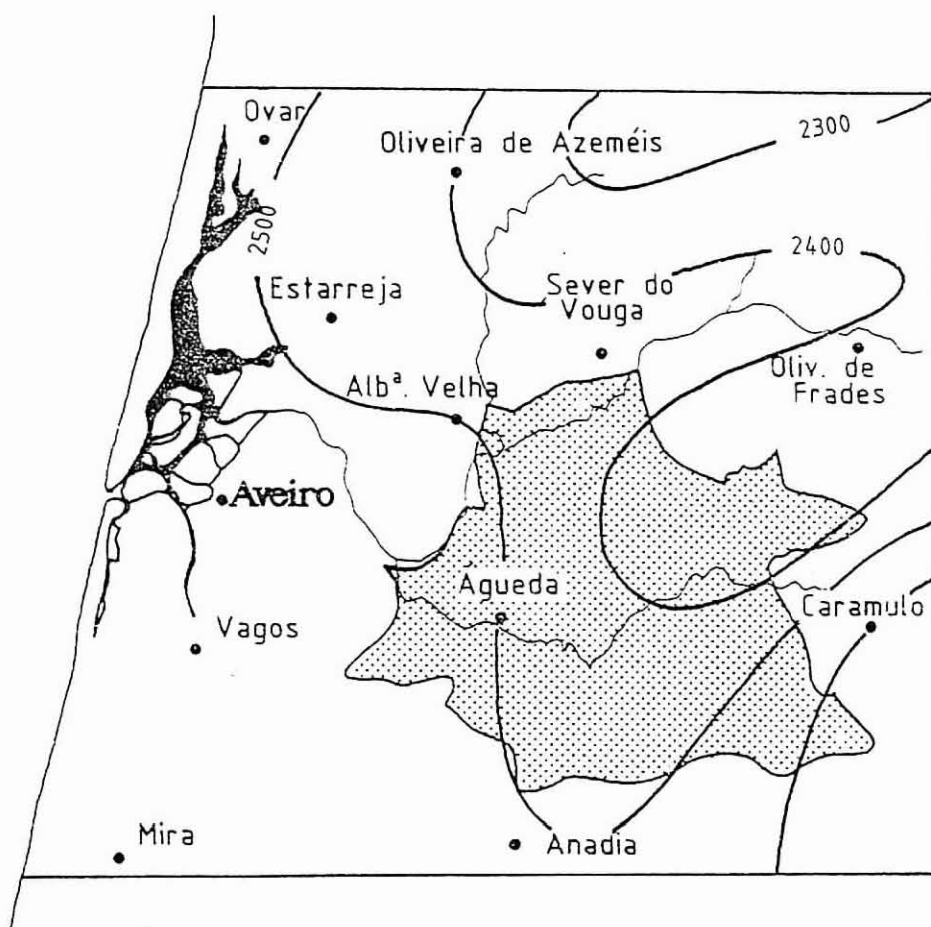 Ovar
Oliveira de Azeméis
2300
2500
2400
Estarreja
Sever do
Vouga
Oliv. de
Frades
Albª. Velha
Aveiro
Águeda
Caramulo
Vagos
Mira
Anadia